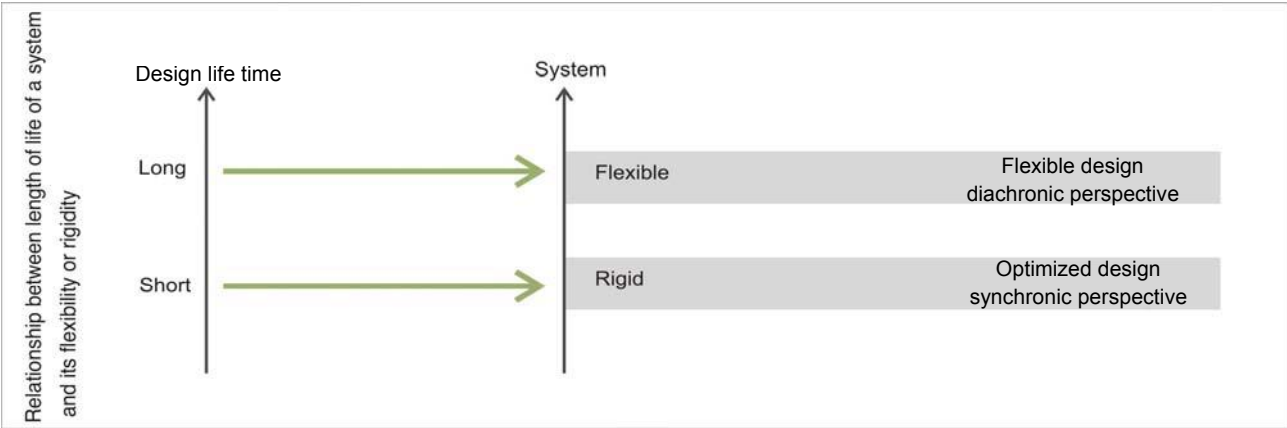 Relationship between length of life of a system
and its flexibility or rigidity
Design life time
System
Long
Flexible
Flexible design
diachronic perspective
Short
Rigid
Optimized design
synchronic perspective